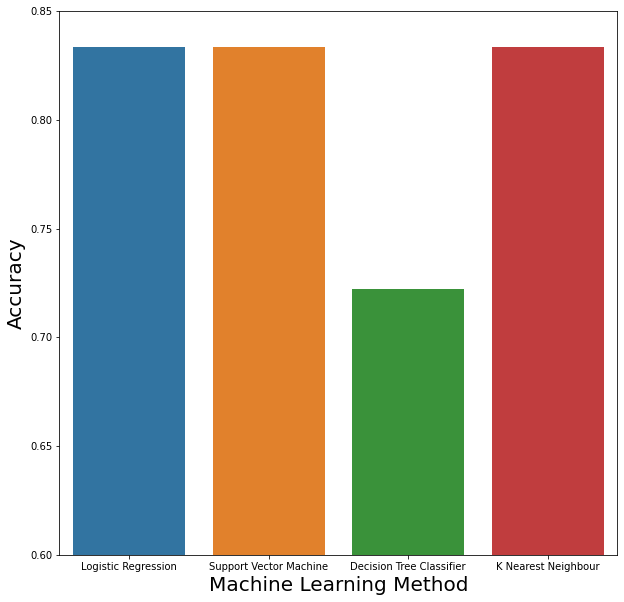 0.85
0.80
0.75
0.70
0.65
0.60
Accuracy
Logistic Regression
Support Vector Machine
Decision Tree Classifier
K Nearest Neighbour
Machine Learning Method